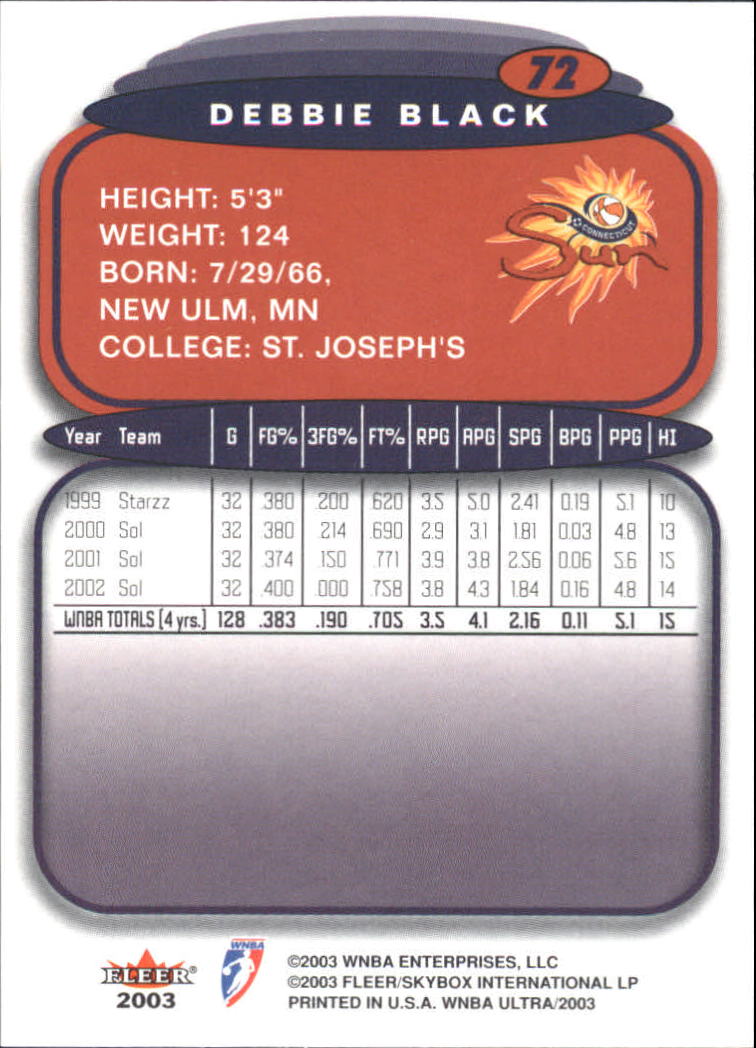 72
DEBBIE BLACK
HEIGHT: 5'3"
WEIGHT: 124
BORN: 7/29/66,
NEW ULM, MN
COLLEGE: ST. JOSEPH'S
CONNECTICUT
Sun
Year Team G FG% 3FG% FT% RPG APG SPG BPG PPG HI
1999 Starzz 32 .380 .200 .620 3.5 5.0 2.41 0.19 5.1 10
2000 Sol 32 .380 .214 .690 2.9 3.1 1.81 0.03 4.8 13
2001 Sol 32 .374 .150 .771 3.9 3.8 2.56 0.06 5.6 15
2002 Sol 32 .400 .000 .758 3.8 4.3 1.84 0.16 4.8 14
WNBA TOTALS (4 yrs.) 128 .383 .190 .705 3.5 4.1 2.16 0.11 5.1 15
FLEER®
2003
WNBA
©2003 WNBA ENTERPRISES, LLC
©2003 FLEER/SKYBOX INTERNATIONAL LP
PRINTED IN U.S.A. WNBA ULTRA/2003